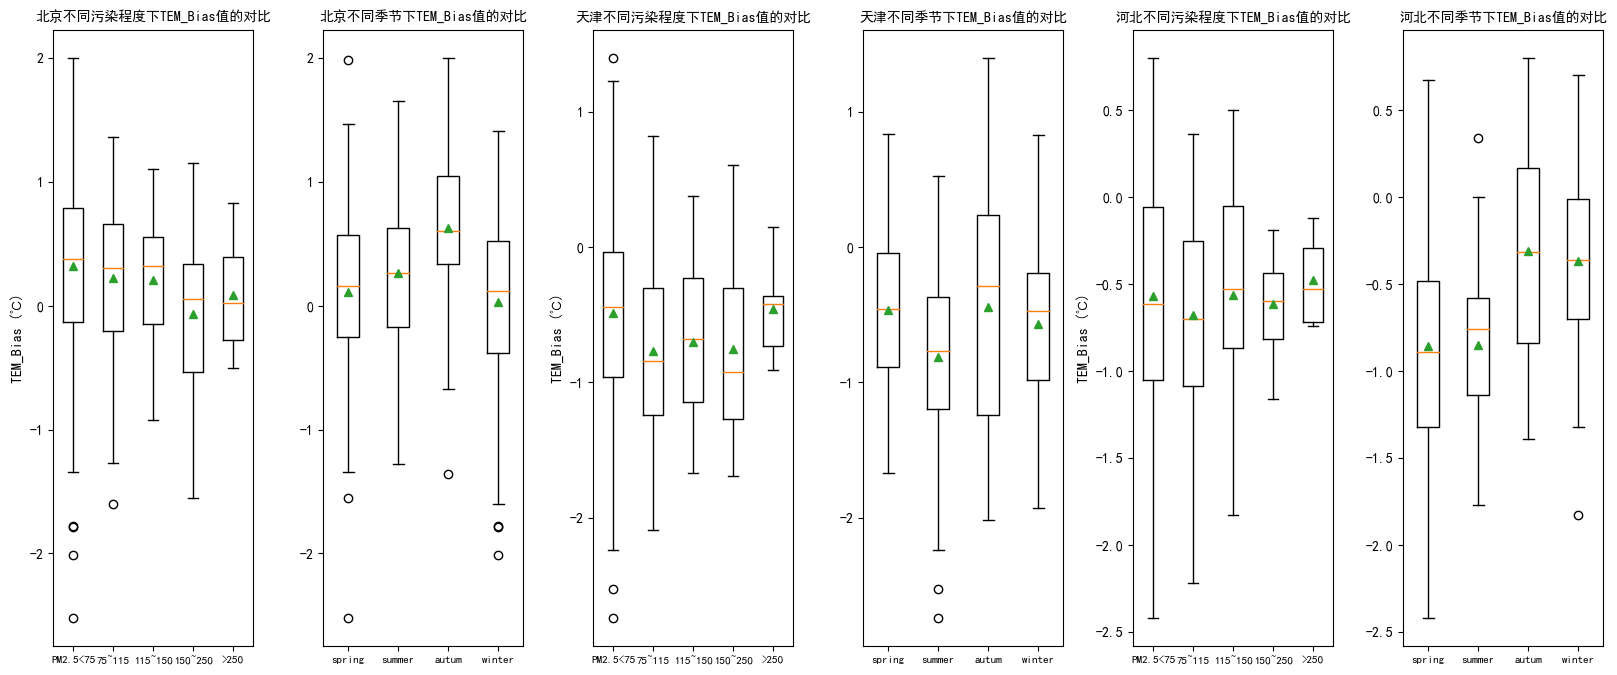 北京不同污染程度下TEM_Bias值的对比
TEM_Bias (℃)
2
1
0
−1
−2
PM2.5<75 75~115 115~150 150~250 >250
北京不同季节下TEM_Bias值的对比
2
1
0
−1
−2
spring summer autum winter
天津不同污染程度下TEM_Bias值的对比
TEM_Bias (℃)
1
0
−1
−2
PM2.5<75 75~115 115~150 150~250 >250
天津不同季节下TEM_Bias值的对比
1
0
−1
−2
spring summer autum winter
河北不同污染程度下TEM_Bias值的对比
TEM_Bias (℃)
0.5
0.0
−0.5
−1.0
−1.5
−2.0
−2.5
PM2.5<75 75~115 115~150 150~250 >250
河北不同季节下TEM_Bias值的对比
0.5
0.0
−0.5
−1.0
−1.5
−2.0
−2.5
spring summer autum winter